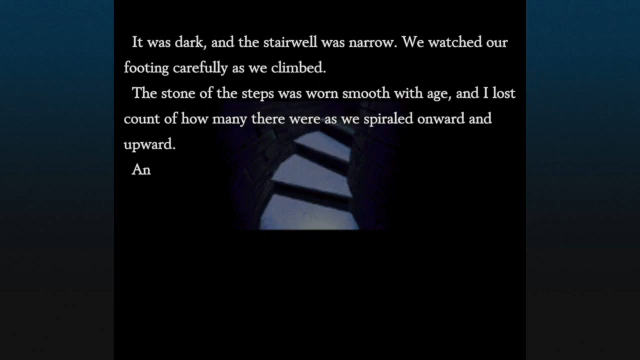 It was dark, and the stairwell was narrow. We watched our
footing carefully as we climbed.
The stone of the steps was worn smooth with age, and I lost
count of how many there were as we spiraled onward and
upward.
An